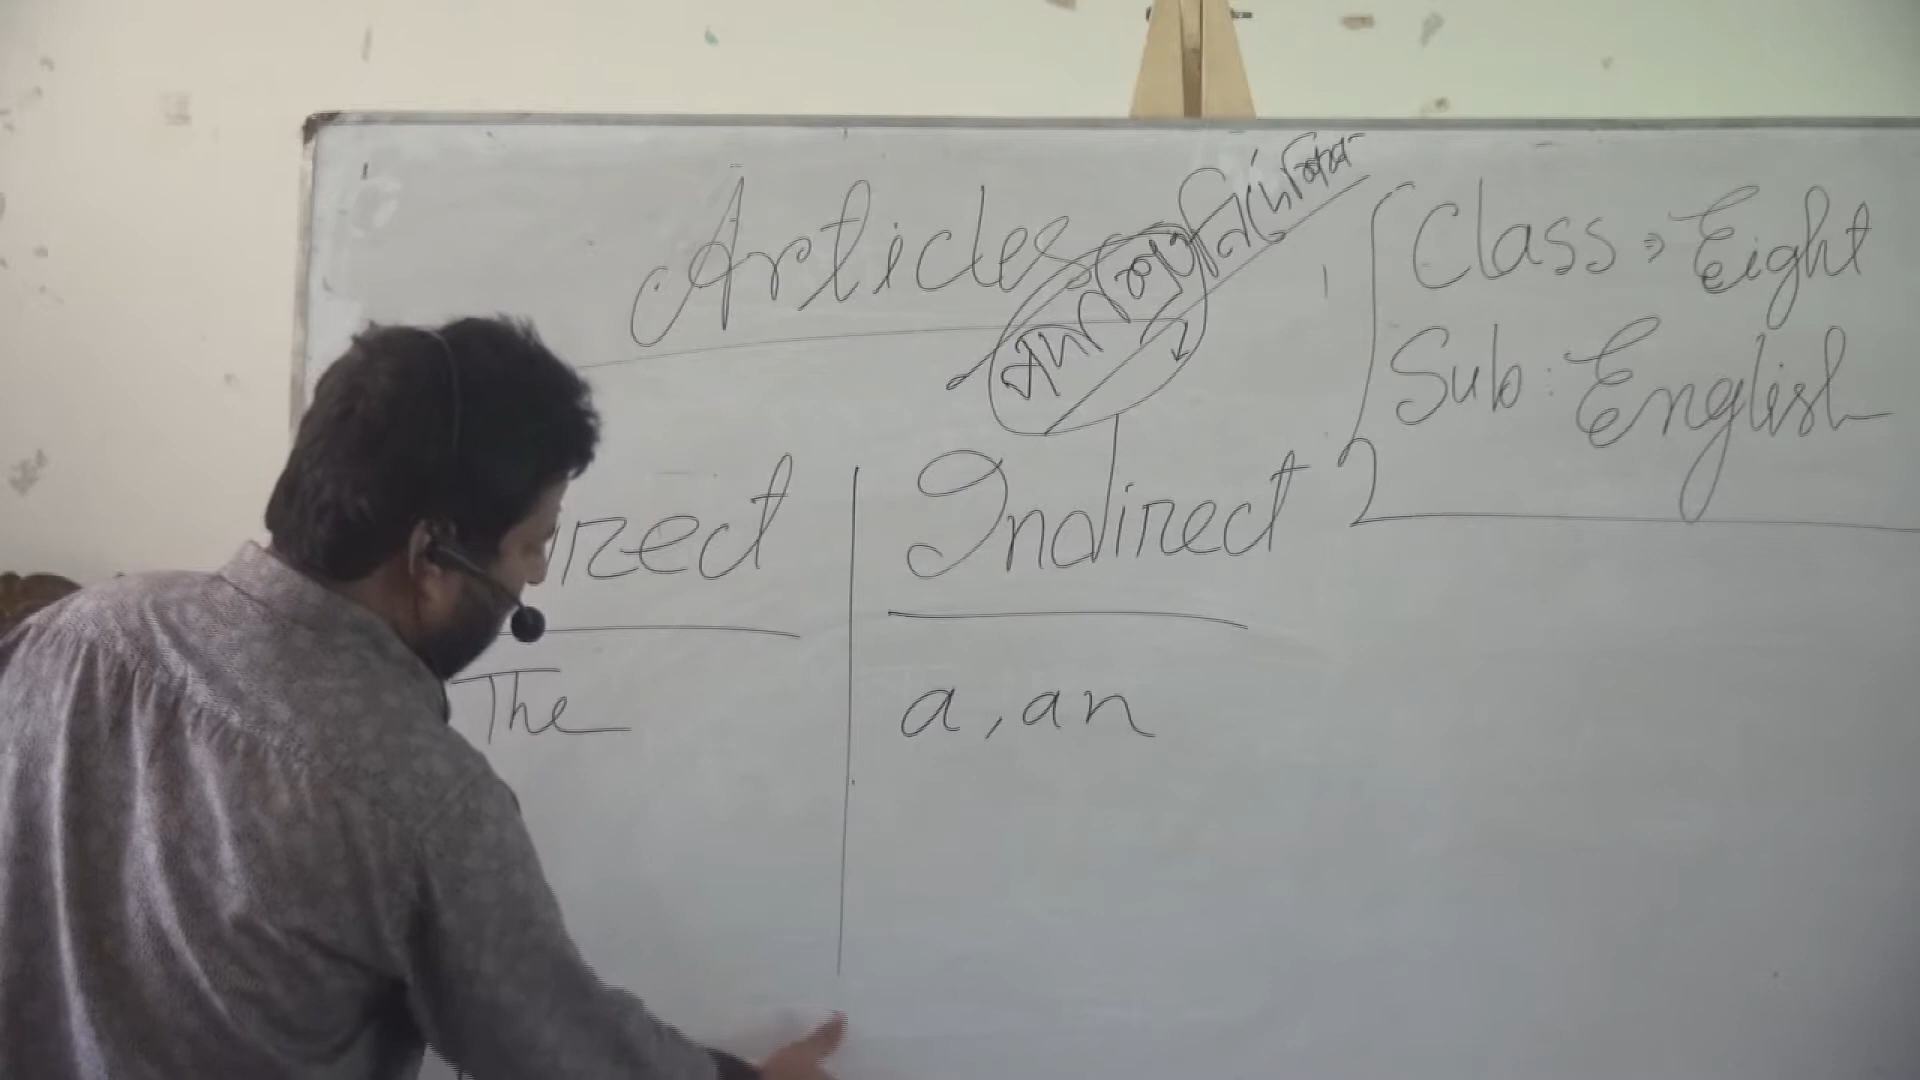 Articles
Class: Eight
Sub: English
irect
Indirect
The
a, an